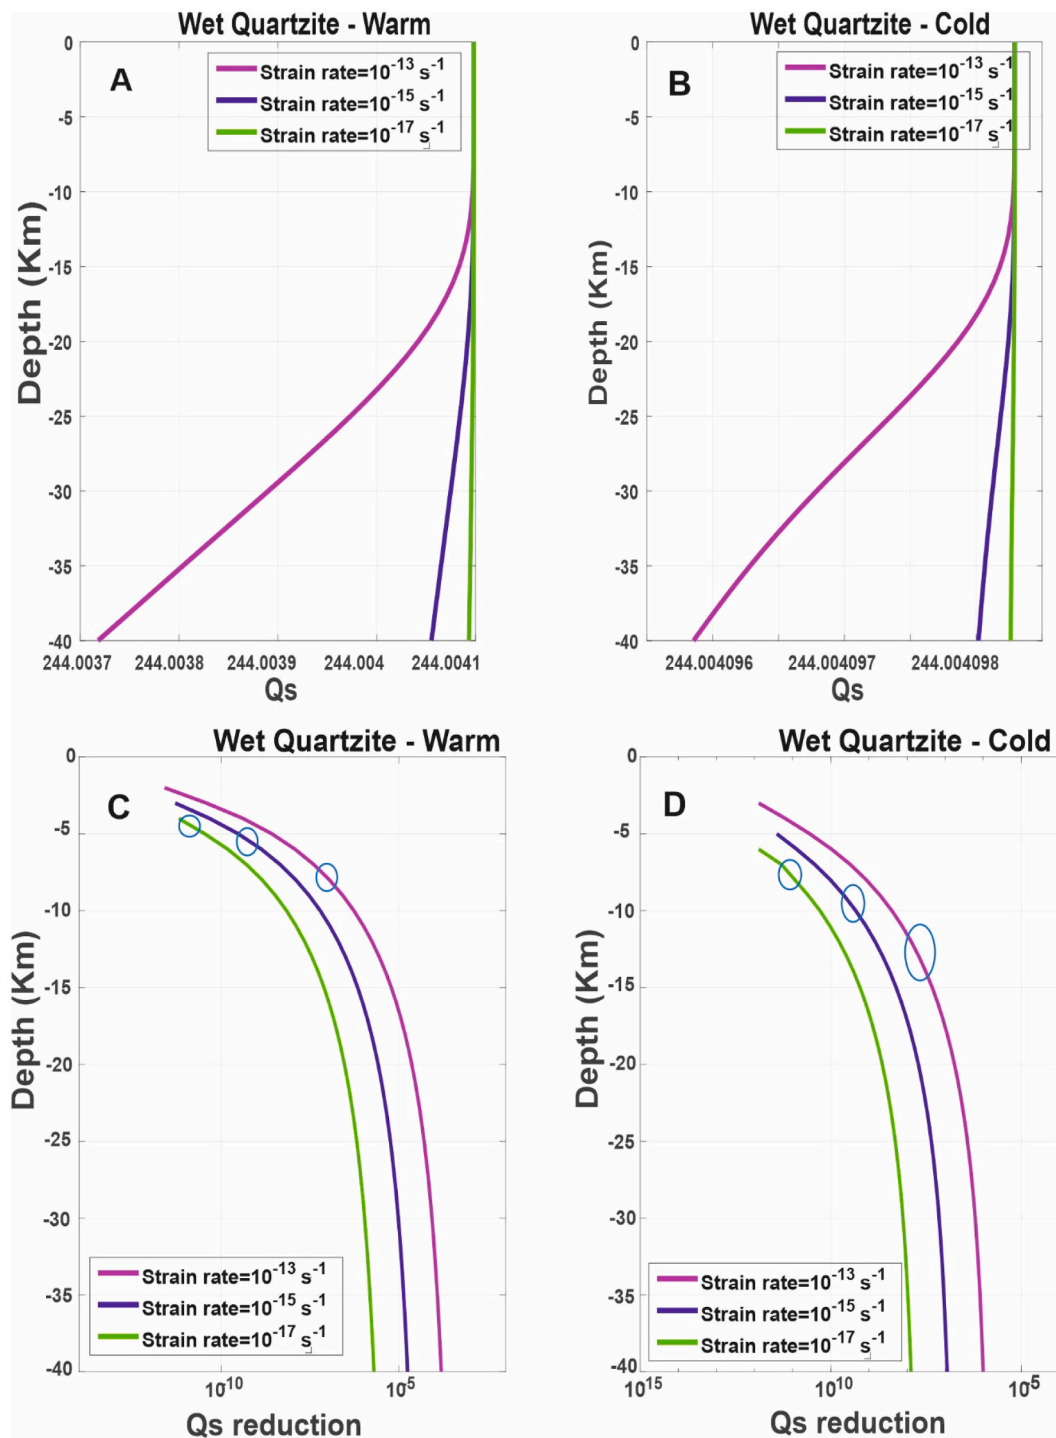 Wet Quartzite - Warm
A
Strain rate=10⁻¹³ s⁻¹
Strain rate=10⁻¹⁵ s⁻¹
Strain rate=10⁻¹⁷ s⁻¹
0
-5
-10
-15
-20
-25
-30
-35
-40
Depth (Km)
244.0037 244.0038 244.0039 244.004 244.0041
Qs
Wet Quartzite - Cold
B
Strain rate=10⁻¹³ s⁻¹
Strain rate=10⁻¹⁵ s⁻¹
Strain rate=10⁻¹⁷ s⁻¹
0
-5
-10
-15
-20
-25
-30
-35
-40
Depth (Km)
244.004096 244.004097 244.004098
Qs
Wet Quartzite - Warm
C
0
-5
-10
-15
-20
-25
-30
-35
-40
Depth (Km)
Strain rate=10⁻¹³ s⁻¹
Strain rate=10⁻¹⁵ s⁻¹
Strain rate=10⁻¹⁷ s⁻¹
10¹⁰ 10⁻⁵
Qs reduction
Wet Quartzite - Cold
D
0
-5
-10
-15
-20
-25
-30
-35
-40
Depth (Km)
Strain rate=10⁻¹³ s⁻¹
Strain rate=10⁻¹⁵ s⁻¹
Strain rate=10⁻¹⁷ s⁻¹
10¹⁵ 10¹⁰ 10⁻⁵
Qs reduction